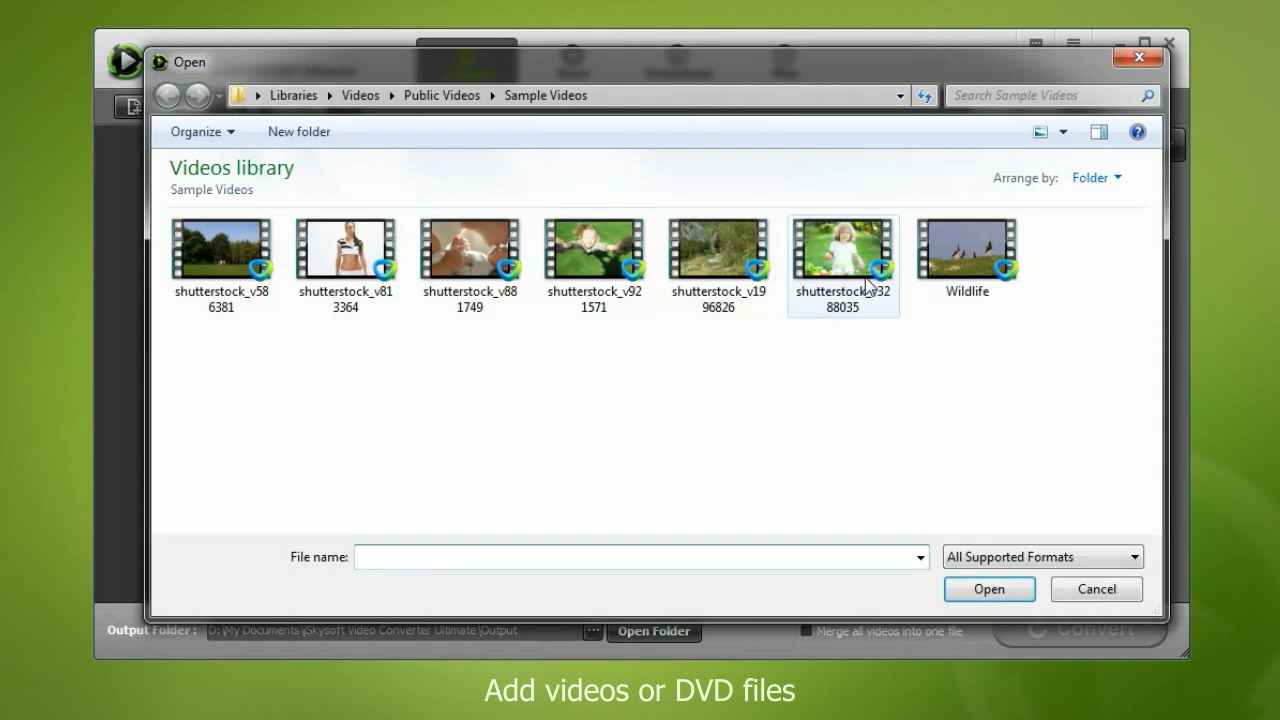 Open
Libraries Videos Public Videos Sample Videos
Search Sample Videos
Organize
New folder
Videos library
Sample Videos
Arrange by: Folder
shutterstock_v58
6381
shutterstock_v81
3364
shutterstock_v88
1749
shutterstock_v92
1571
shutterstock_v19
96826
shutterstock_v32
88035
Wildlife
File name:
All Supported Formats
Open
Cancel
Output Folder : D:\My Documents\Skysoft Video Converter Ultimate\Output
... Open Folder
Merge all videos into one file
Convert
Add videos or DVD files